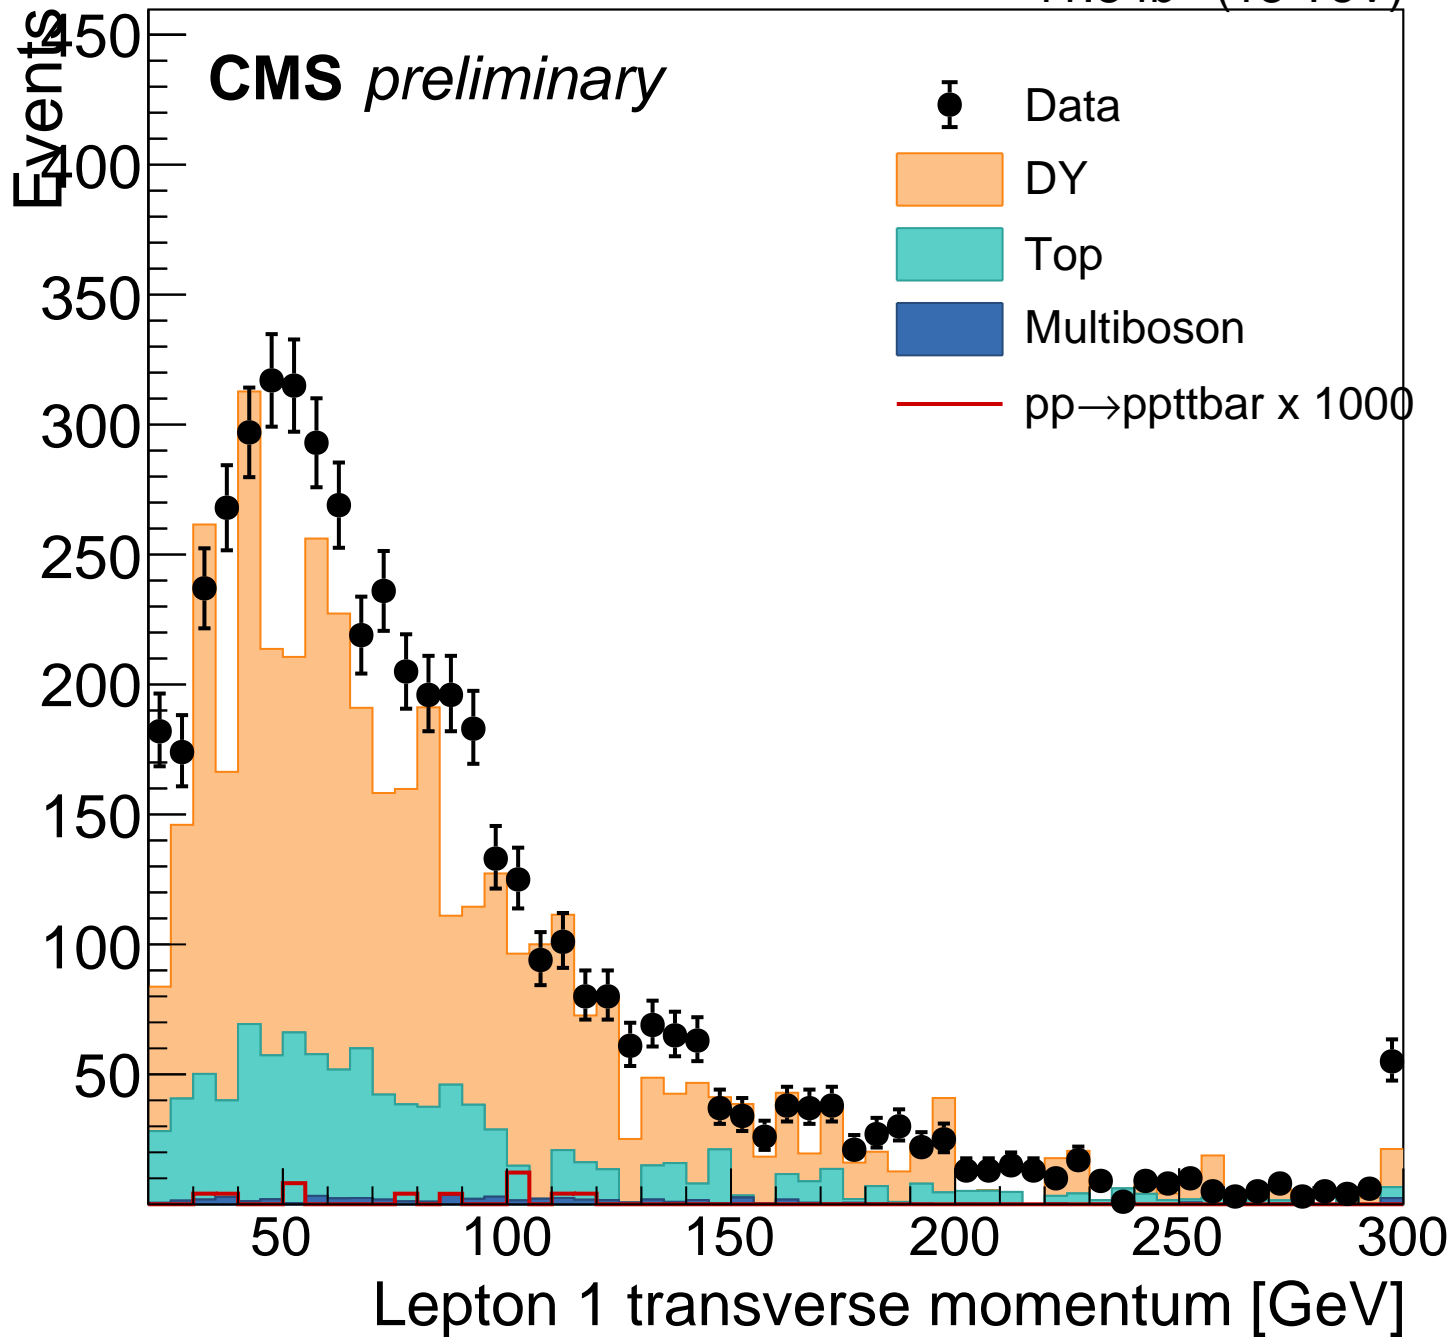 CMS preliminary
Events
Data
DY
Top
Multiboson
pp→ppttbar x 1000
450
400
350
300
250
200
150
100
50
50 100 150 200 250 300
Lepton 1 transverse momentum [GeV]